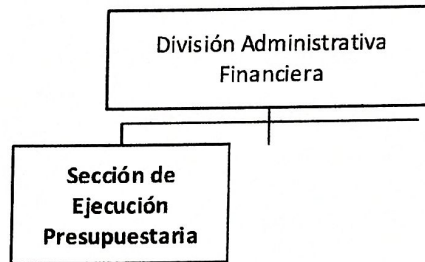 División Administrativa
Financiera
Sección de
Ejecución
Presupuestaria